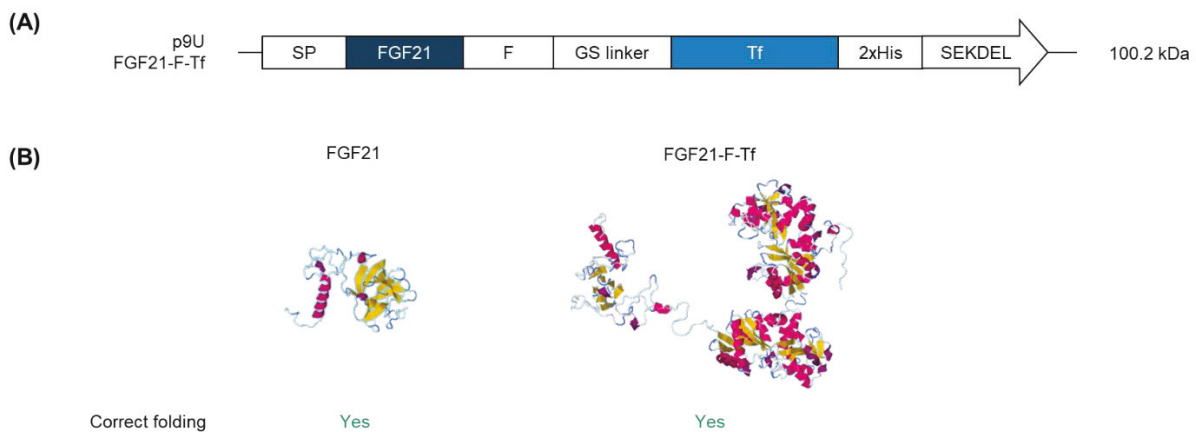 (A)
p9U
FGF21-F-Tf
SP FGF21 F GS linker Tf 2xHis SEKDEL 100.2 kDa
(B)
FGF21 FGF21-F-Tf
Correct folding Yes Yes